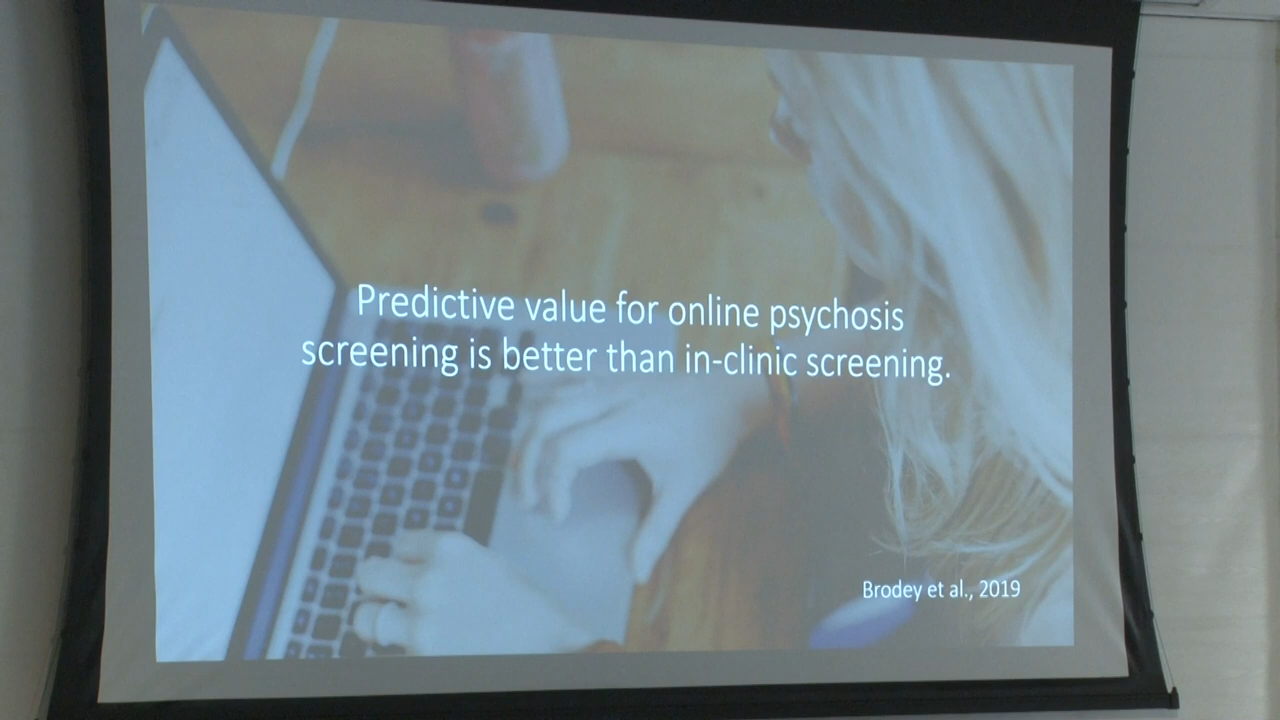 Predictive value for online psychosis
screening is better than in-clinic screening.
Brodey et al., 2019